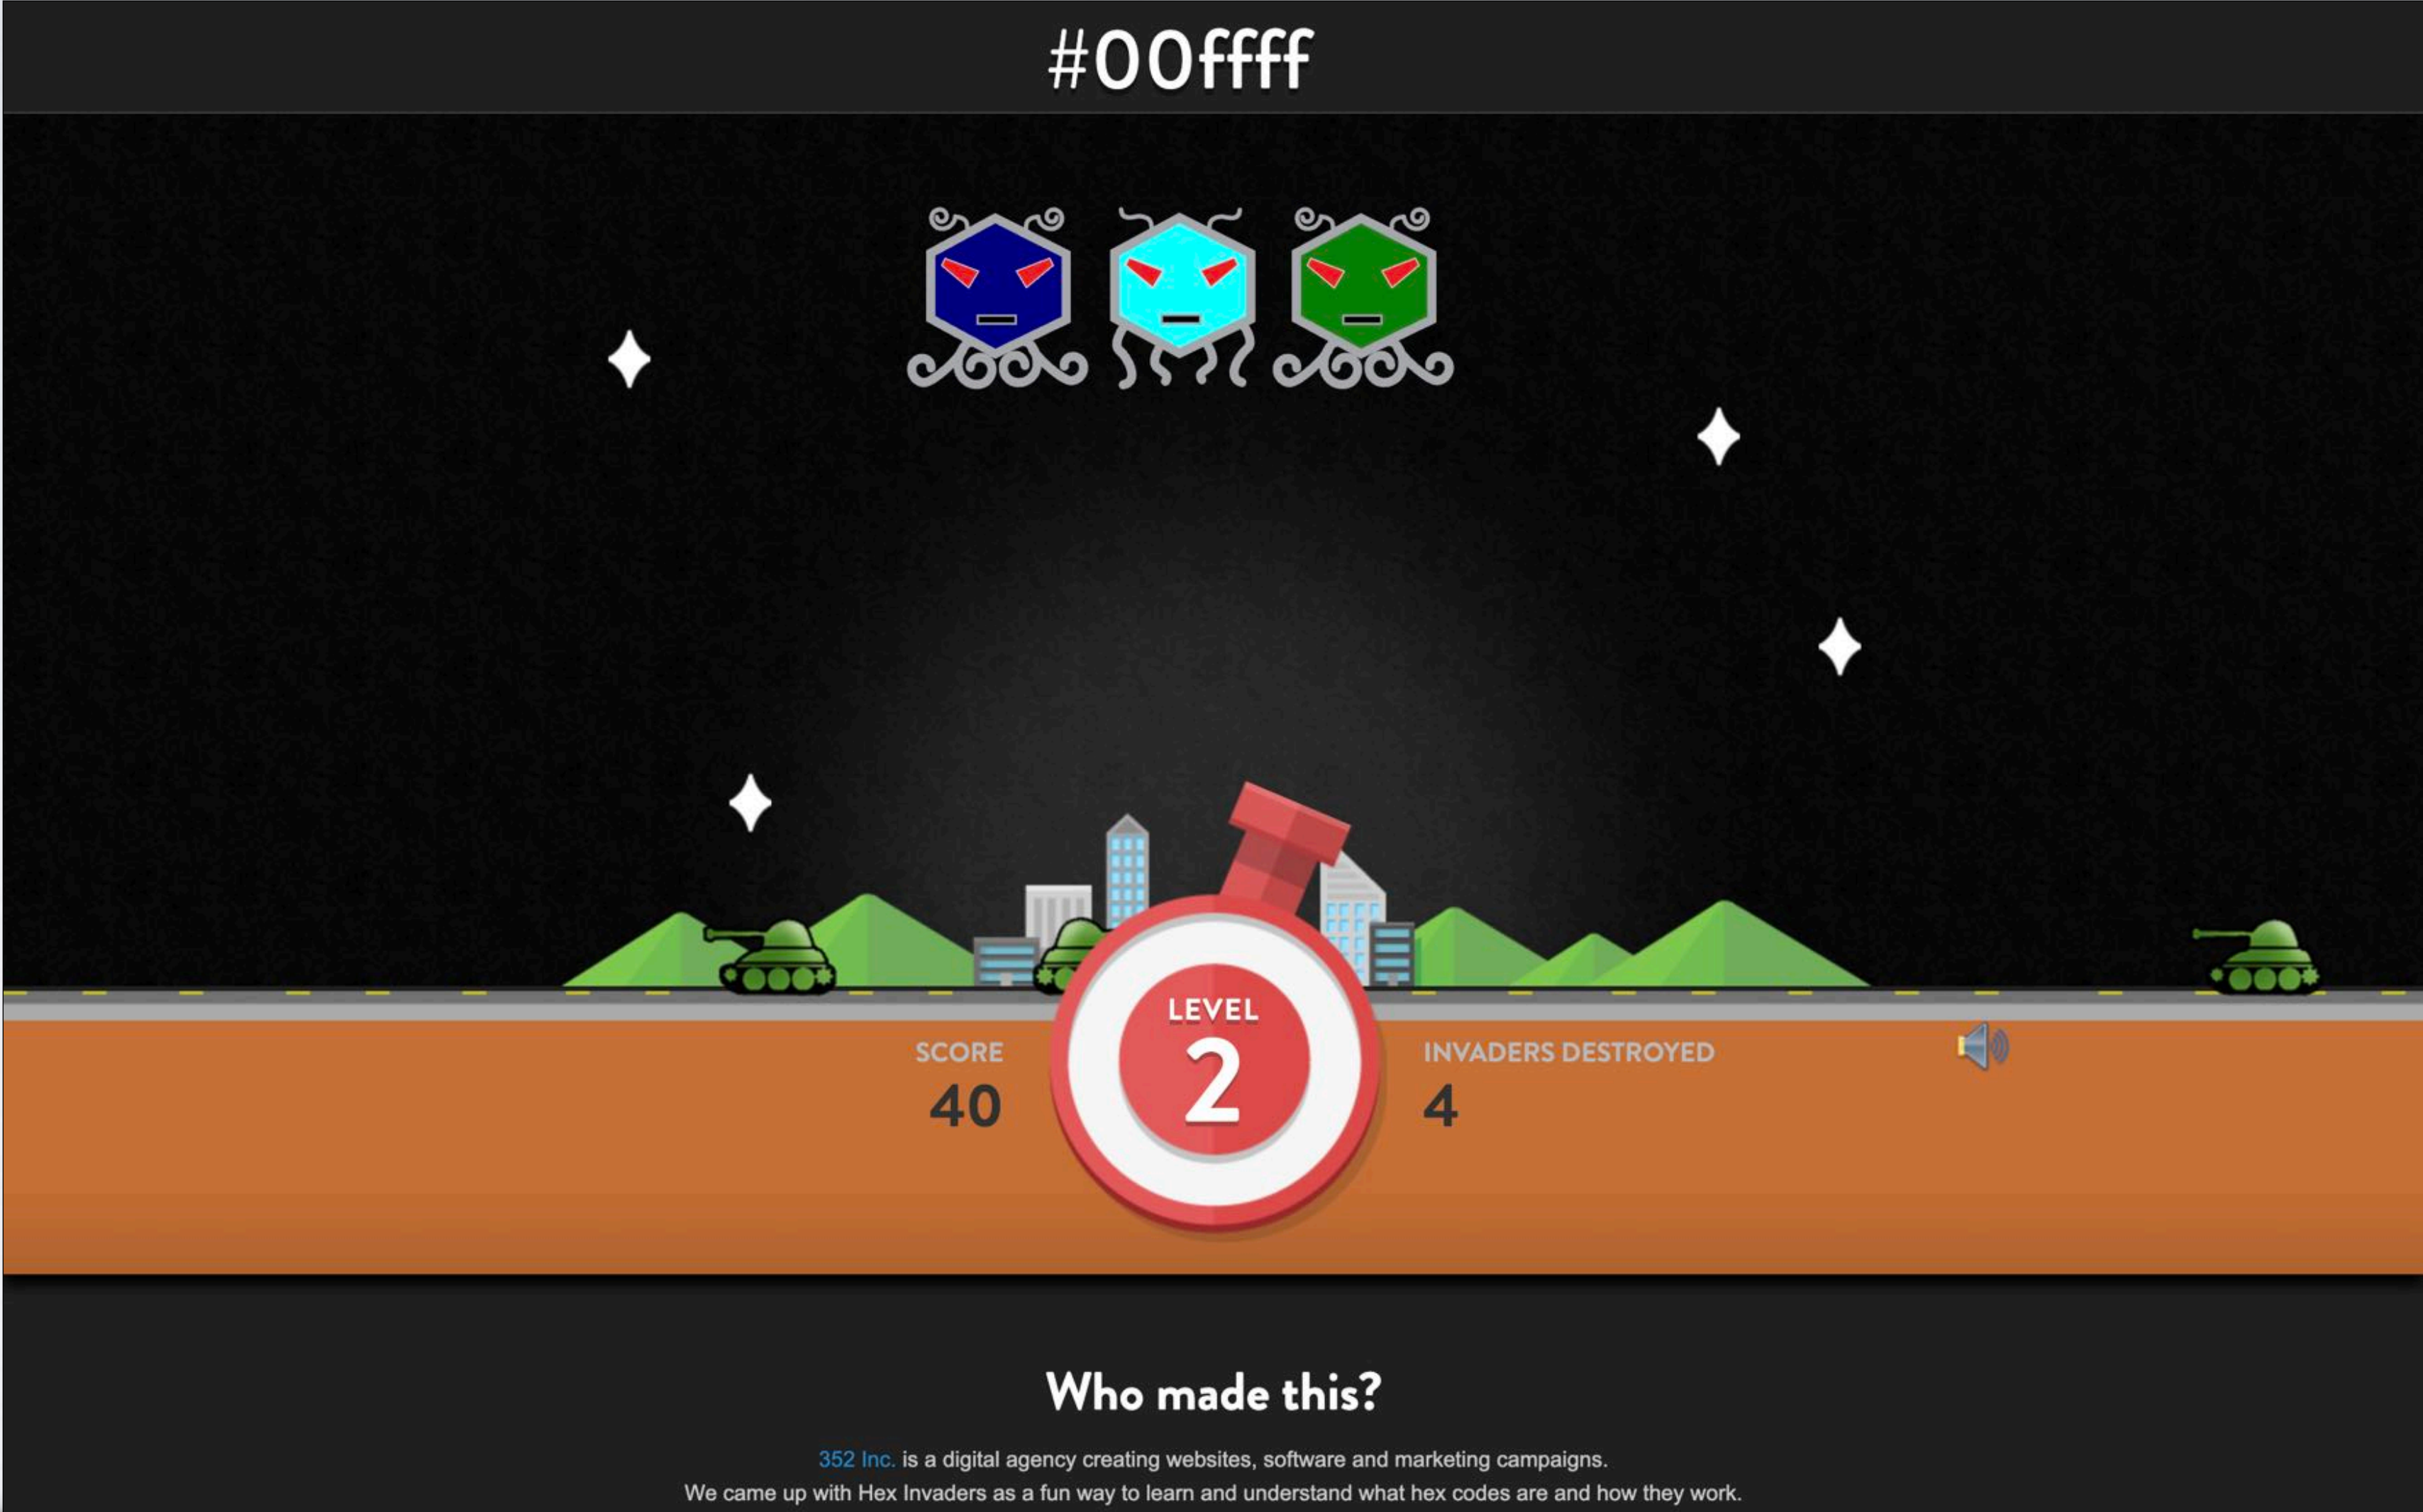 #00ffff
LEVEL
2
SCORE
40
INVADERS DESTROYED
4
Who made this?
352 Inc. is a digital agency creating websites, software and marketing campaigns.
We came up with Hex Invaders as a fun way to learn and understand what hex codes are and how they work.